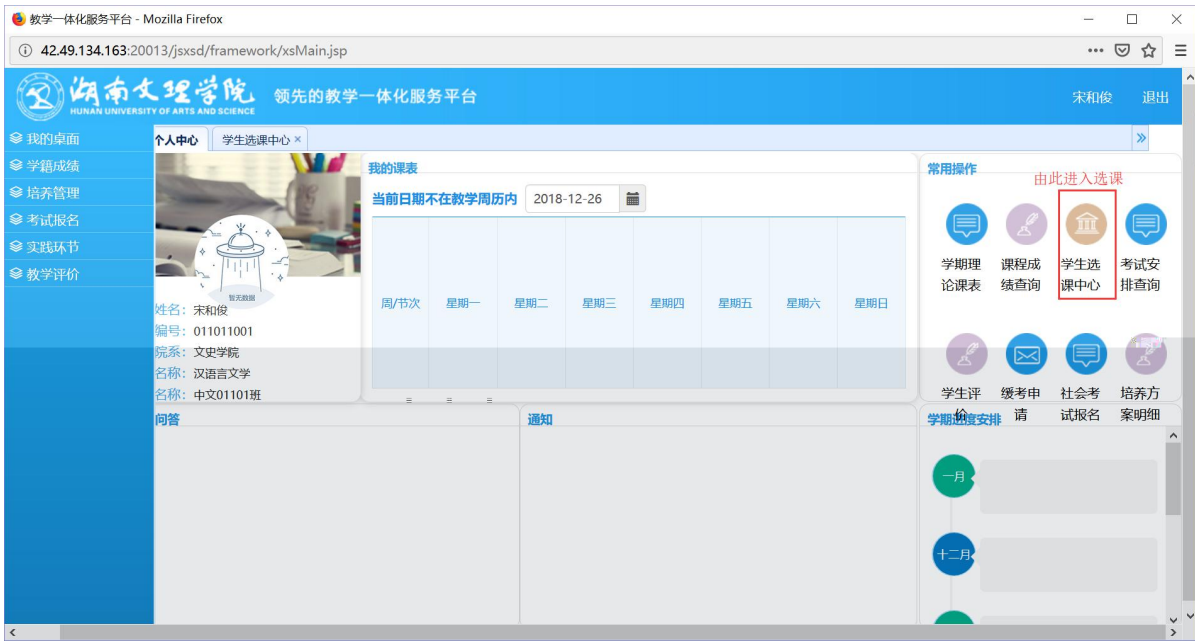 教学一体化服务平台 - Mozilla Firefox
42.49.134.163:20013/jsxsd/framework/xsMain.jsp
湖南文理学院
HUNAN UNIVERSITY OF ARTS AND SCIENCE
领先的教学一体化服务平台
宋和俊 退出
我的桌面
学籍成绩
培养管理
考试报名
实践环节
教学评价
个人中心 学生选课中心 ×
暂无数据
姓名：宋和俊
编号：011011001
院系：文史学院
名称：汉语言文学
名称：中文01101班
我的课表
当前日期不在教学周历内 2018-12-26
周/节次 星期一 星期二 星期三 星期四 星期五 星期六 星期日
常用操作
由此进入选课
学期理论课表
课程成绩查询
学生选课中心
考试安排查询
学生评价
缓考申请
社会考试报名
培养方案明细
问答
通知
学期进度安排
一月
十二月